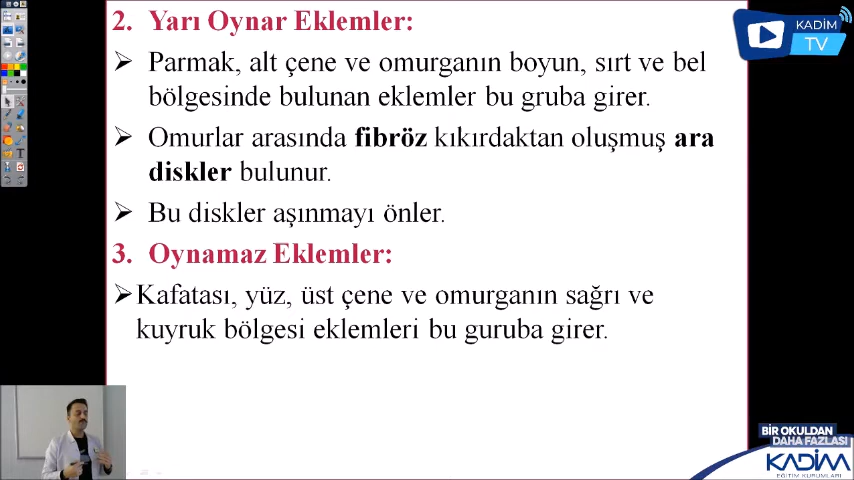 2. Yarı Oynar Eklemler:
➢ Parmak, alt çene ve omurganın boyun, sırt ve bel
bölgesinde bulunan eklemler bu gruba girer.
➢ Omurlar arasında fibröz kıkırdaktan oluşmuş ara
diskler bulunur.
➢ Bu diskler aşınmayı önler.
3. Oynamaz Eklemler:
➢Kafatası, yüz, üst çene ve omurganın sağrı ve
kuyruk bölgesi eklemleri bu guruba girer.
KADİM
TV
BİR OKULDAN
DAHA FAZLASI
KADİM
EĞİTİM KURUMLARI